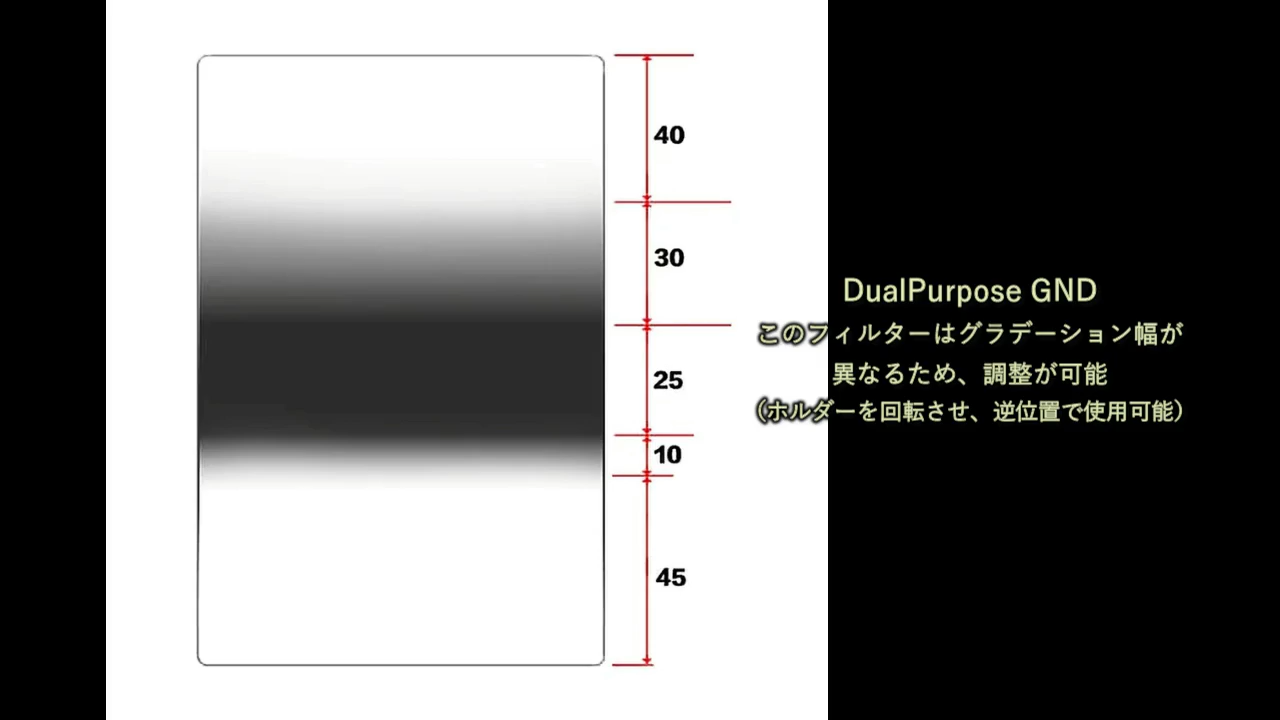 40
30
25
10
45
DualPurpose GND
このフィルターはグラデーション幅が
異なるため、調整が可能
（ホルダーを回転させ、逆位置で使用可能）